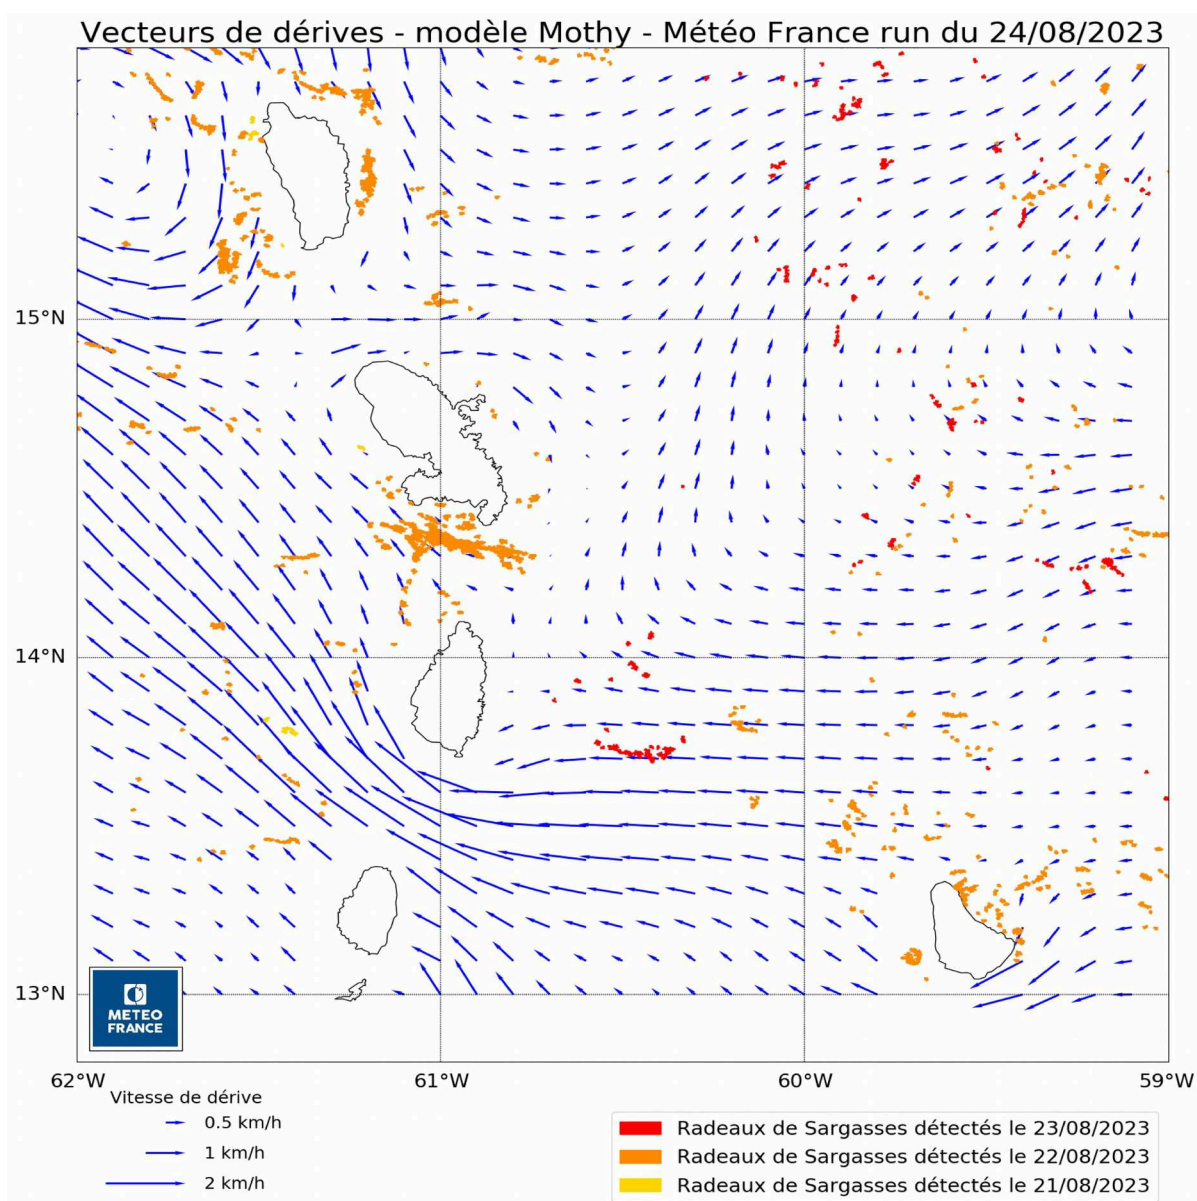 Vecteurs de dérives - modèle Mothy - Météo France run du 24/08/2023
15°N
14°N
13°N
METEO
FRANCE
62°W
61°W
60°W
59°W
Vitesse de dérive
0.5 km/h
1 km/h
2 km/h
Radeaux de Sargasses détectés le 23/08/2023
Radeaux de Sargasses détectés le 22/08/2023
Radeaux de Sargasses détectés le 21/08/2023